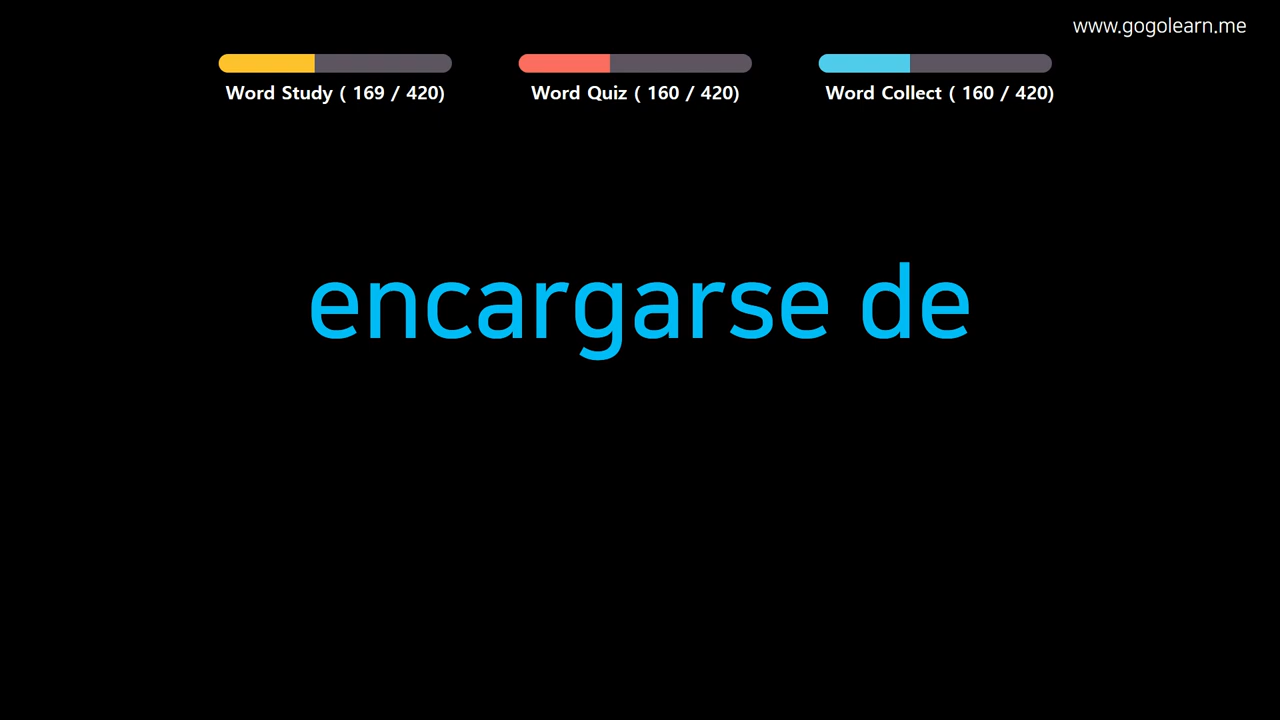 www.gogolearn.me
Word Study ( 169 / 420)
Word Quiz ( 160 / 420)
Word Collect ( 160 / 420)
encargarse de